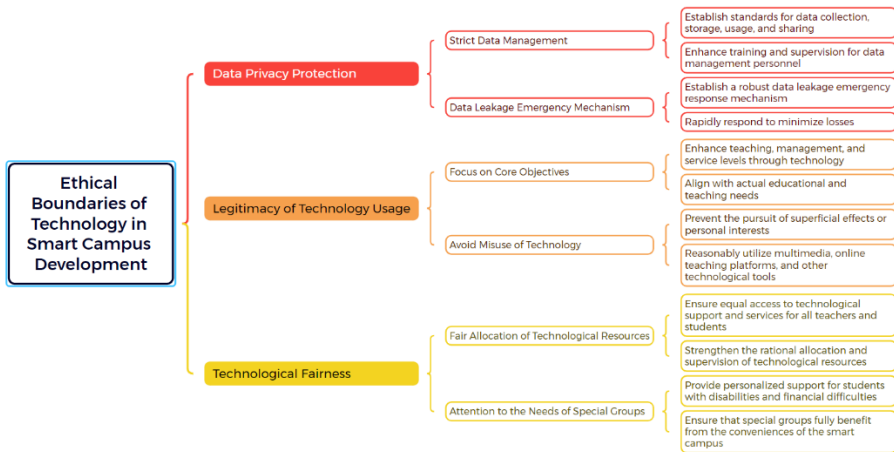 Ethical
Boundaries of
Technology in
Smart Campus
Development
Data Privacy Protection
Strict Data Management
Establish standards for data collection,
storage, usage, and sharing
Enhance training and supervision for data
management personnel
Data Leakage Emergency Mechanism
Establish a robust data leakage emergency
response mechanism
Rapidly respond to minimize losses
Legitimacy of Technology Usage
Focus on Core Objectives
Enhance teaching, management, and
service levels through technology
Align with actual educational and
teaching needs
Avoid Misuse of Technology
Prevent the pursuit of superficial effects or
personal interests
Reasonably utilize multimedia, online
teaching platforms, and other
technological tools
Technological Fairness
Fair Allocation of Technological Resources
Ensure equal access to technological
support and services for all teachers and
students
Strengthen the rational allocation and
supervision of technological resources
Attention to the Needs of Special Groups
Provide personalized support for students
with disabilities and financial difficulties
Ensure that special groups fully benefit
from the conveniences of the smart
campus